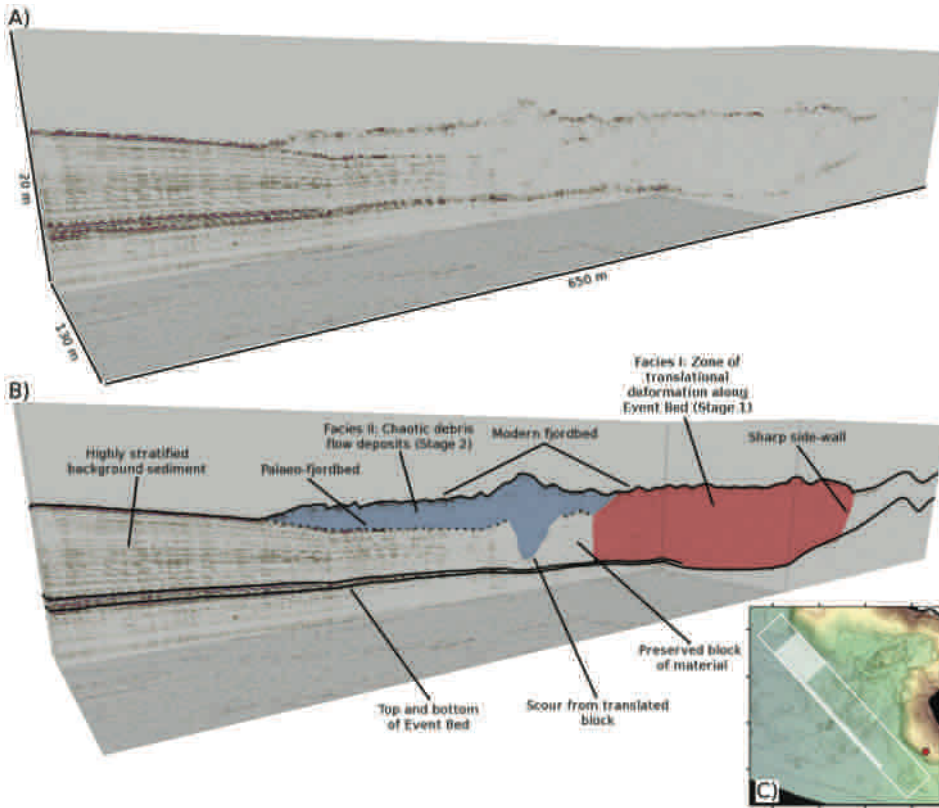 A)
20 m
130 m
650 m
B)
Facies I: Zone of
translational
deformation along
Event Bed (Stage 1)
Facies II: Chaotic debris
flow deposits (Stage 2)
Modern fjordbed
Sharp side-wall
Highly stratified
background sediment
Palaeo-fjordbed
Preserved block
of material
Scour from translated
block
Top and bottom
of Event Bed
C)